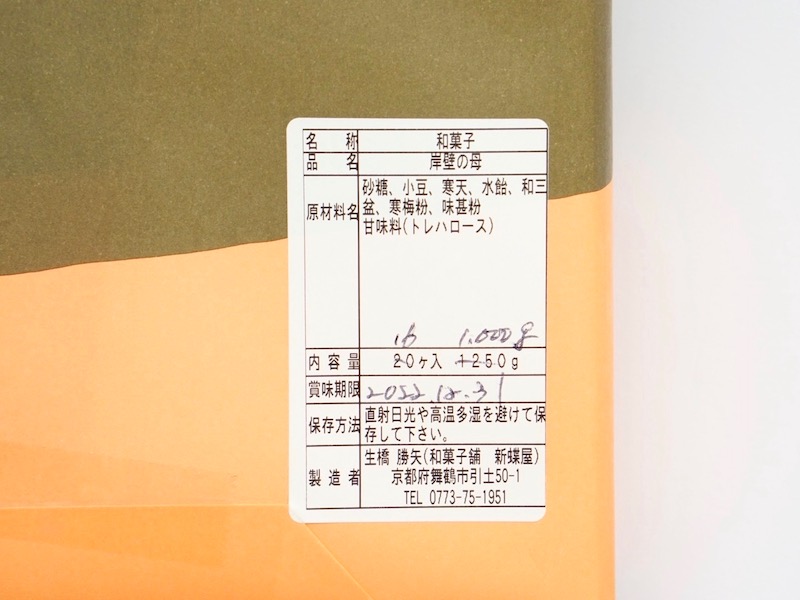 名 称 和菓子
品 名 岸壁の母
原材料名 砂糖、小豆、寒天、水飴、和三
盆、寒梅粉、味甚粉
甘味料(トレハロース)
16 1.000g
内 容 量 20ヶ入 1250g
賞味期限 2022.12.31
保存方法 直射日光や高温多湿を避けて保
存して下さい。
製 造 者 生橋 勝矢(和菓子舗 新蝶屋)
京都府舞鶴市引土50-1
TEL 0773-75-1951